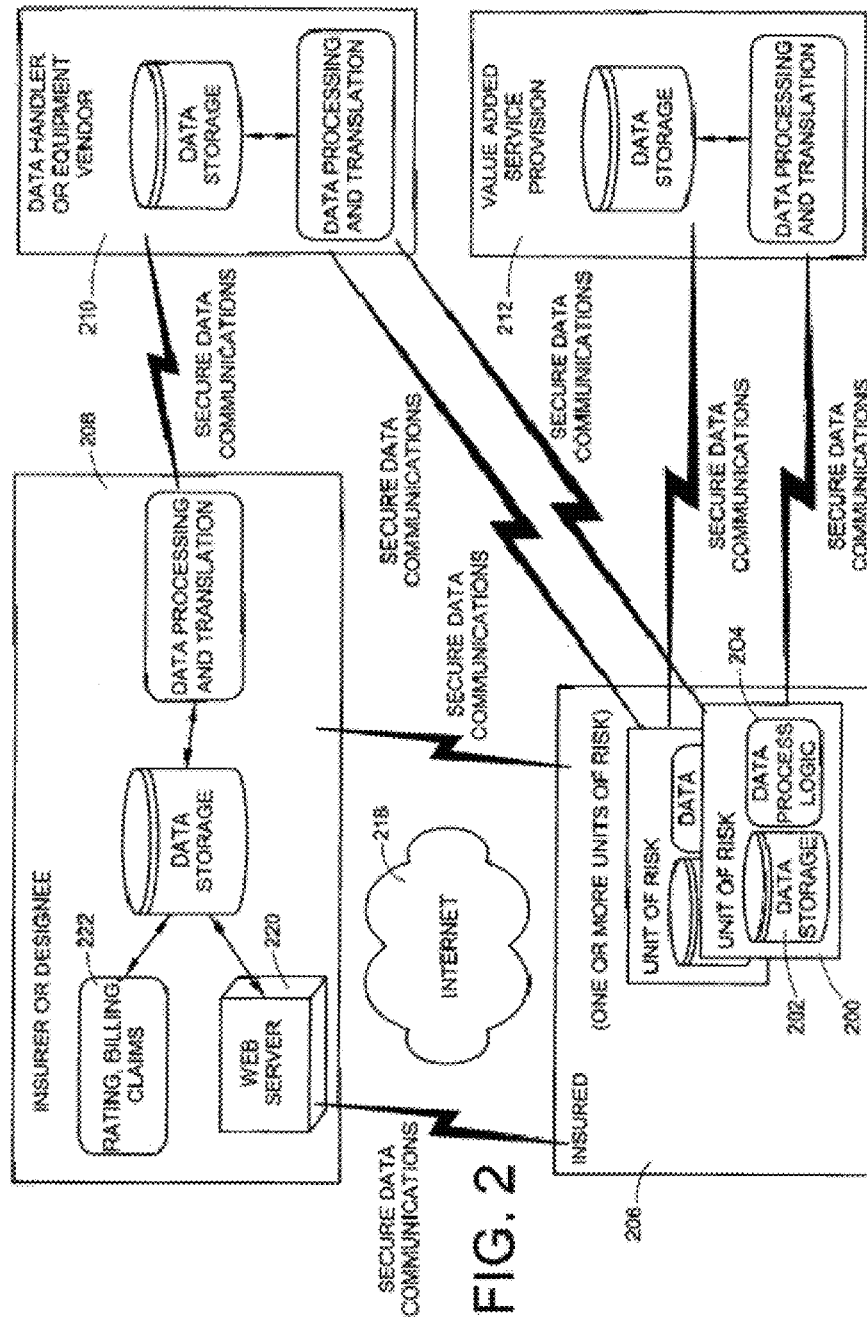 INSURER OR DESIGNEE
208
222
RATING, BILLING
CLAIMS
220
WEB
SERVER
DATA
STORAGE
DATA PROCESSING
AND TRANSLATION
SECURE DATA
COMMUNICATIONS
210
DATA HANDLER
OR EQUIPMENT
VENDOR
DATA
STORAGE
DATA PROCESSING
AND TRANSLATION
SECURE DATA
COMMUNICATIONS
218
INTERNET
SECURE DATA
COMMUNICATIONS
SECURE DATA
COMMUNICATIONS
SECURE DATA
COMMUNICATIONS
212
VALUE ADDED
SERVICE
PROVISION
DATA
STORAGE
DATA PROCESSING
AND TRANSLATION
FIG. 2
206
INSURED
(ONE OR MORE UNITS OF RISK)
UNIT OF RISK
DATA
UNIT OF RISK
204
DATA
PROCESS
LOGIC
DATA
STORAGE
202
200
SECURE DATA
COMMUNICATIONS
SECURE DATA
COMMUNICATIONS